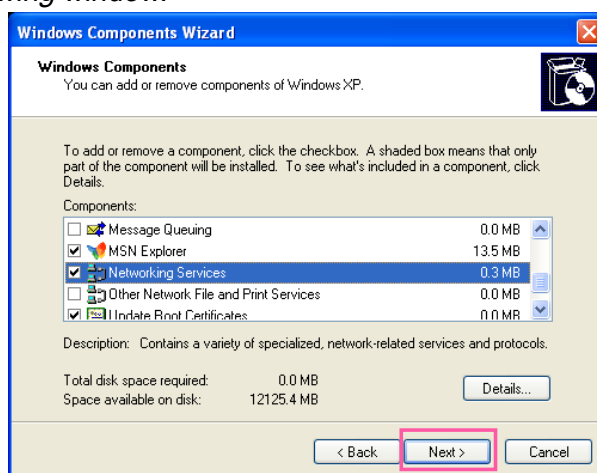 Windows Components Wizard
Windows Components
You can add or remove components of Windows XP.
To add or remove a component, click the checkbox. A shaded box means that only
part of the component will be installed. To see what's included in a component, click
Details.
Components:
Message Queuing 0.0 MB
MSN Explorer 13.5 MB
Networking Services 0.3 MB
Other Network File and Print Services 0.0 MB
Update Root Certificates 0.0 MB
Description: Contains a variety of specialized, network-related services and protocols.
Total disk space required: 0.0 MB
Space available on disk: 12125.4 MB
Details...
< Back Next > Cancel